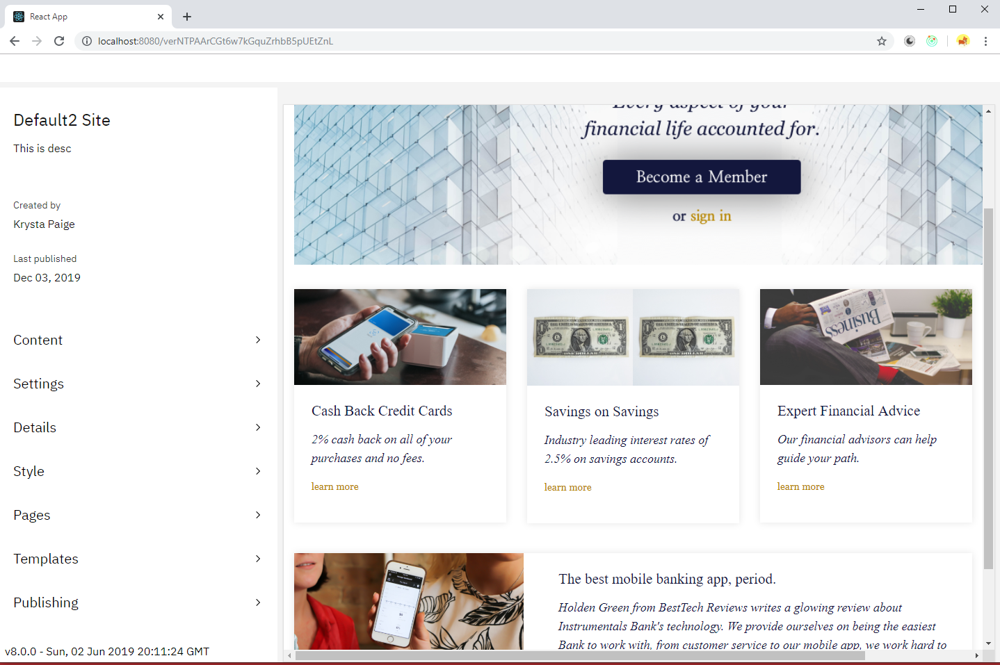 React App
localhost:8080/verNTPAArCGt6w7kGquZrhbB5pUEtZnL
Default2 Site
This is desc
Created by
Krysta Paige
Last published
Dec 03, 2019
Content
Settings
Details
Style
Pages
Templates
Publishing
v8.0.0 - Sun, 02 Jun 2019 20:11:24 GMT
Every aspect of your
financial life accounted for.
Become a Member
or sign in
Business
Cash Back Credit Cards
2% cash back on all of your
purchases and no fees.
learn more
Savings on Savings
Industry leading interest rates of
2.5% on savings accounts.
learn more
Expert Financial Advice
Our financial advisors can help
guide your path.
learn more
The best mobile banking app, period.
Holden Green from BestTech Reviews writes a glowing review about
Instrumentals Bank's technology. We provide ourselves on being the easiest
Bank to work with, from customer service to our mobile app, we work hard to